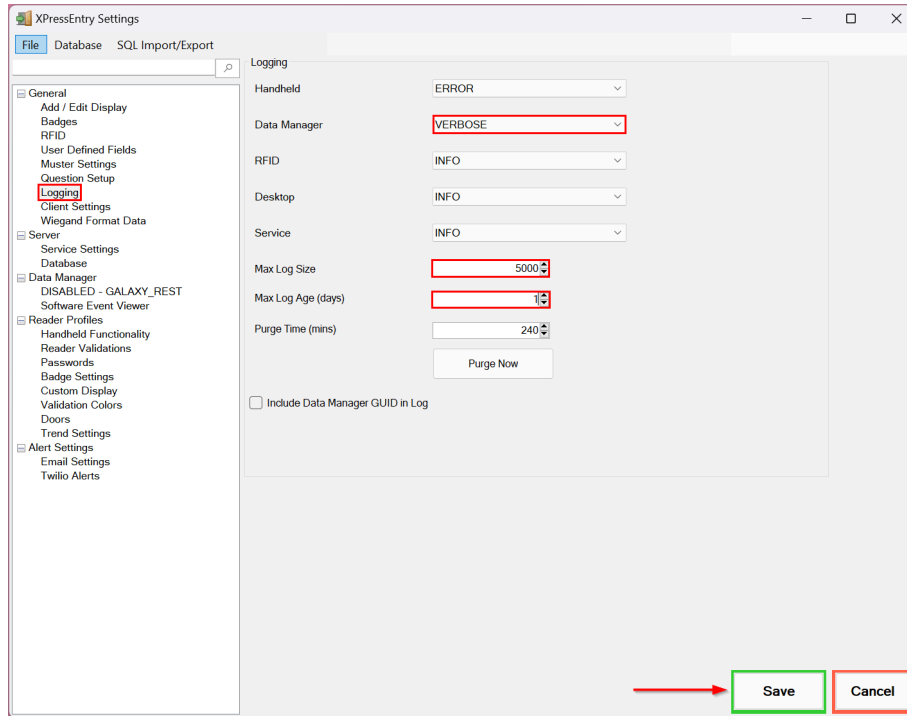 XPressEntry Settings
File Database SQL Import/Export
General
Add / Edit Display
Badges
RFID
User Defined Fields
Muster Settings
Question Setup
Logging
Client Settings
Wiegand Format Data
Server
Service Settings
Database
Data Manager
DISABLED - GALAXY_REST
Software Event Viewer
Reader Profiles
Handheld Functionality
Reader Validations
Passwords
Badge Settings
Custom Display
Validation Colors
Doors
Trend Settings
Alert Settings
Email Settings
Twilio Alerts
Logging
Handheld ERROR
Data Manager VERBOSE
RFID INFO
Desktop INFO
Service INFO
Max Log Size 5000
Max Log Age (days) 1
Purge Time (mins) 240
Purge Now
Include Data Manager GUID in Log
Save Cancel